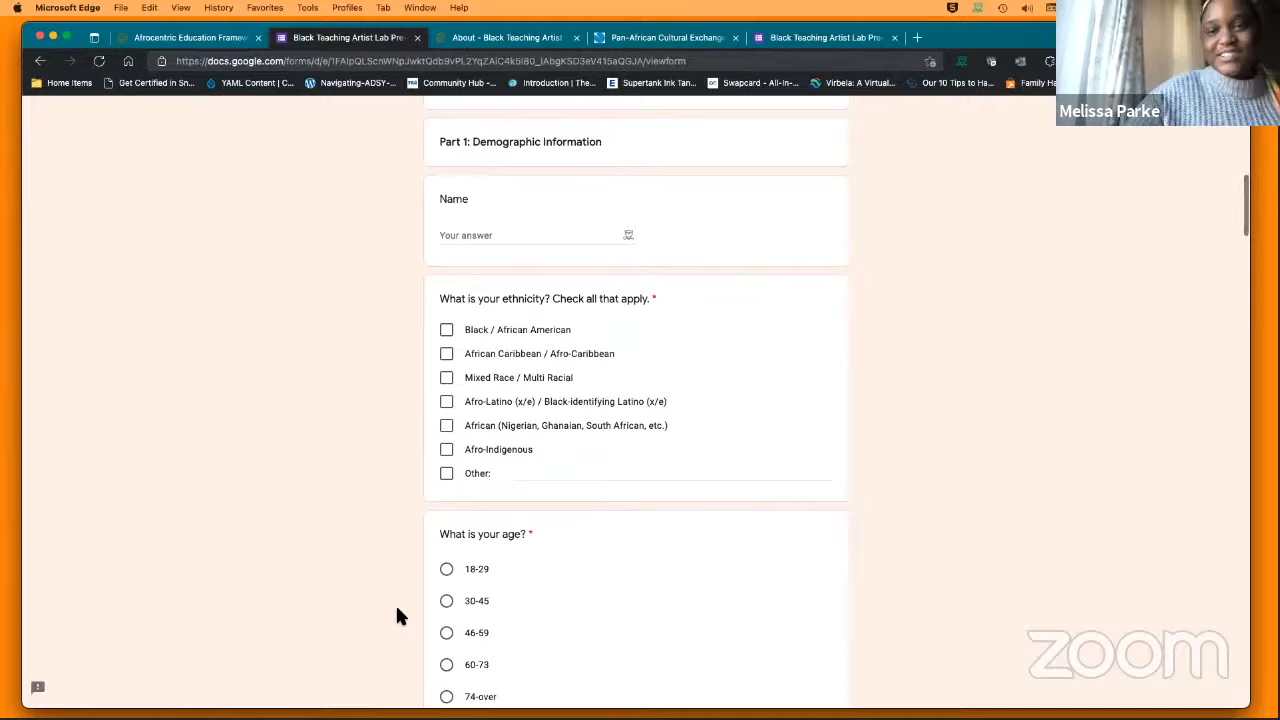 Microsoft Edge File Edit View History Favorites Tools Profiles Tab Window Help
Afrocentric Education Framew
Black Teaching Artist Lab Pre-
About - Black Teaching Artist
Pan-African Cultural Exchange
Black Teaching Artist Lab Pre-
Home Items
Get Certified in Sn...
YAML Content | C...
Navigating-ADSY-...
Community Hub -...
Introduction | The...
Supertank Ink Tan...
Swapcard - All-in-...
Virbela: A Virtual...
Our 10 Tips to Ha...
Family H
Melissa Parke
Part 1: Demographic Information
Name
Your answer
What is your ethnicity? Check all that apply. *
Black / African American
African Caribbean / Afro-Caribbean
Mixed Race / Multi Racial
Afro-Latino (x/e) / Black-identifying Latino (x/e)
African (Nigerian, Ghanaian, South African, etc.)
Afro-Indigenous
Other:
What is your age? *
18-29
30-45
46-59
60-73
74-over
zoom